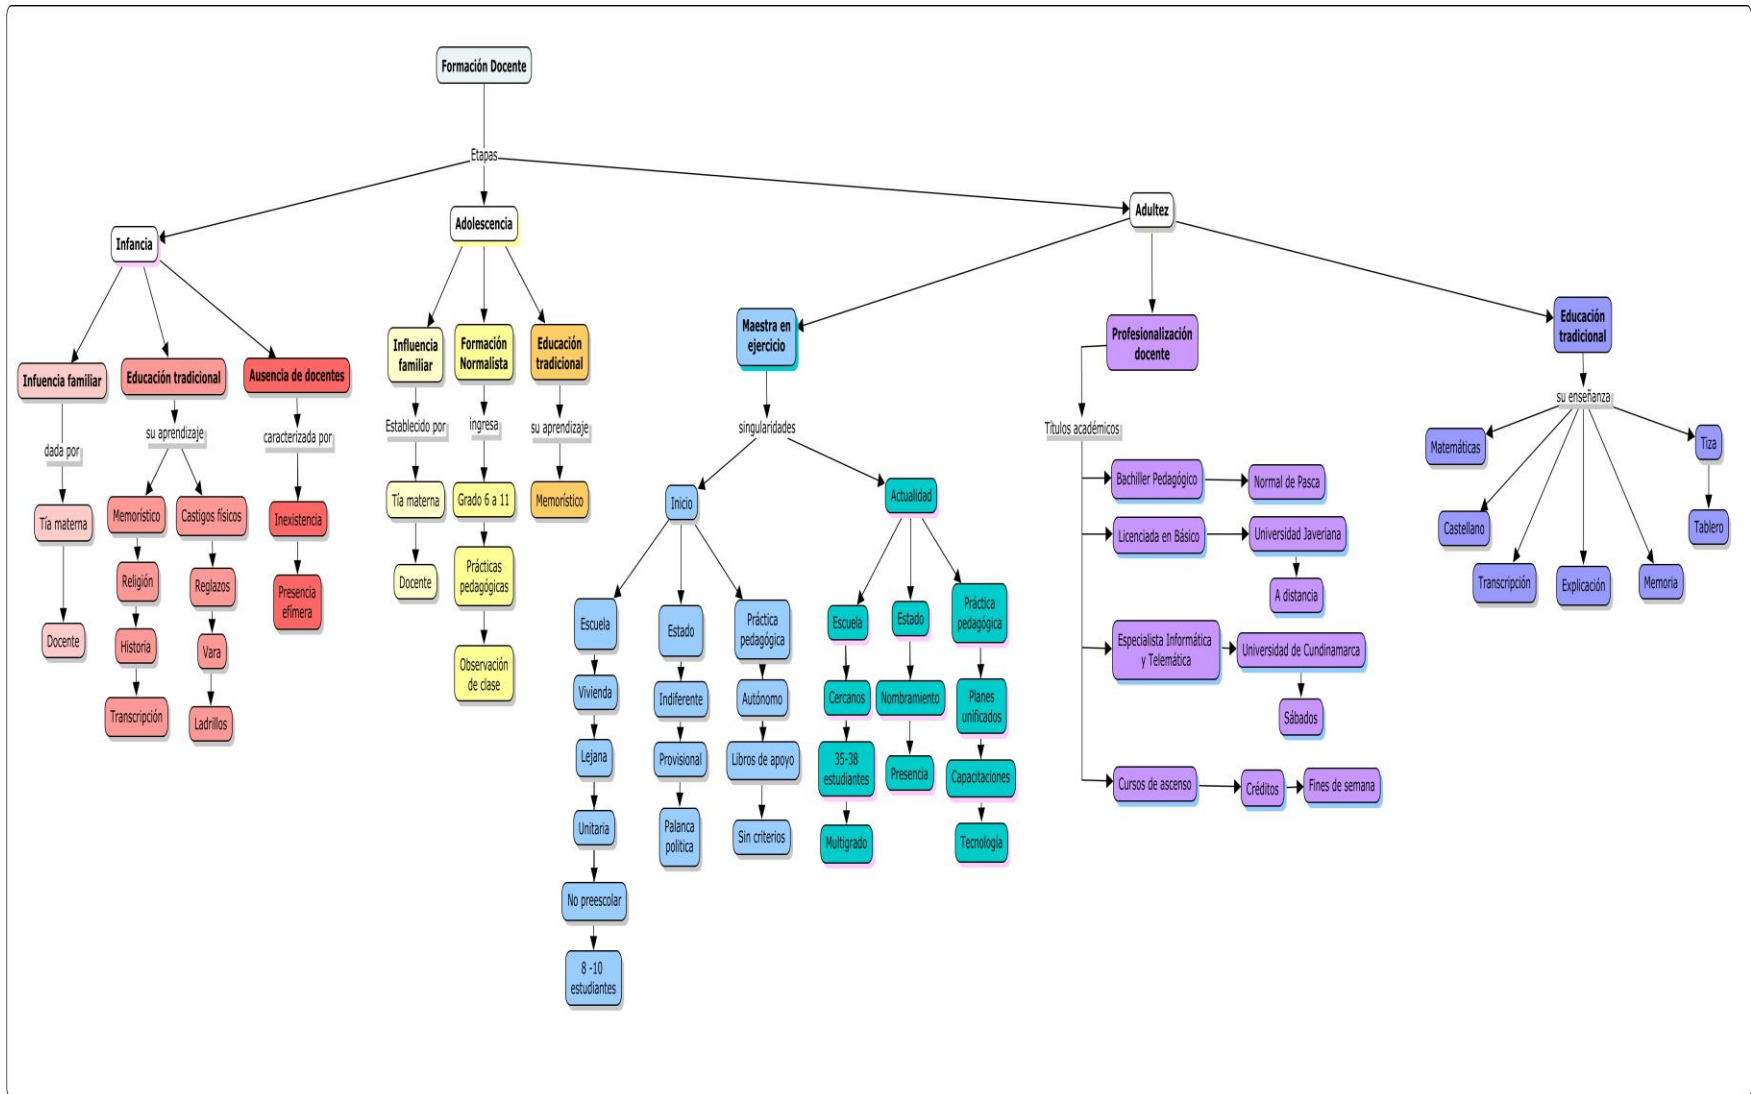 Formación Docente
Etapas
Infancia
Adolescencia
Adultez
Infuencia familiar
Educación tradicional
Ausencia de docentes
dada por
su aprendizaje
caracterizada por
Tía materna
Docente
Memorístico
Religión
Historia
Transcripción
Castigos físicos
Reglazos
Vara
Ladrillos
Inexistencia
Presencia
efímera
Influencia
familiar
Formación
Normalista
Educación
tradicional
Establecido por
ingresa
su aprendizaje
Tía materna
Docente
Grado 6 a 11
Prácticas
pedagógicas
Observación
de clase
Memorístico
Maestra en
ejercicio
singularidades
Inicio
Actualidad
Escuela
Vivienda
Lejana
Unitaria
No preescolar
8 -10
estudiantes
Estado
Indiferente
Provisional
Palanca
politica
Práctica
pedagógica
Autónomo
Libros de apoyo
Sin criterios
Escuela
Cercanos
35-38
estudiantes
Multigrado
Estado
Nombramiento
Presencia
Práctica
pedagógica
Planes
unificados
Capacitaciones
Tecnología
Profesionalización
docente
Títulos académicos
Bachiller Pedagógico
Normal de Pasca
Licenciada en Básico
Universidad Javeriana
A distancia
Especialista Informática
y Telemática
Universidad de Cundinamarca
Sábados
Cursos de ascenso
Créditos
Fines de semana
Educación
tradicional
su enseñanza
Matemáticas
Castellano
Transcripción
Explicación
Memoria
Tiza
Tablero